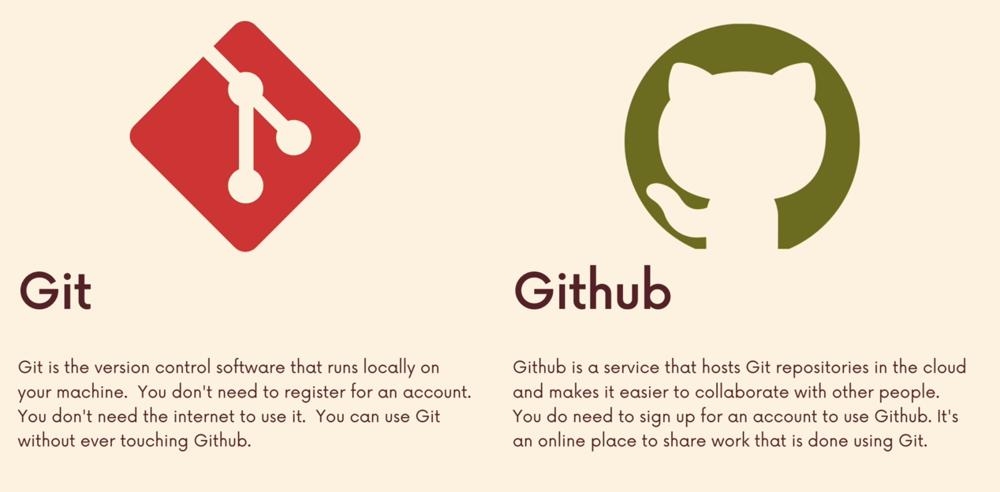 Git
Git is the version control software that runs locally on
your machine.  You don't need to register for an account.
You don't need the internet to use it.  You can use Git
without ever touching Github.
Github
Github is a service that hosts Git repositories in the cloud
and makes it easier to collaborate with other people.
You do need to sign up for an account to use Github. It's
an online place to share work that is done using Git.